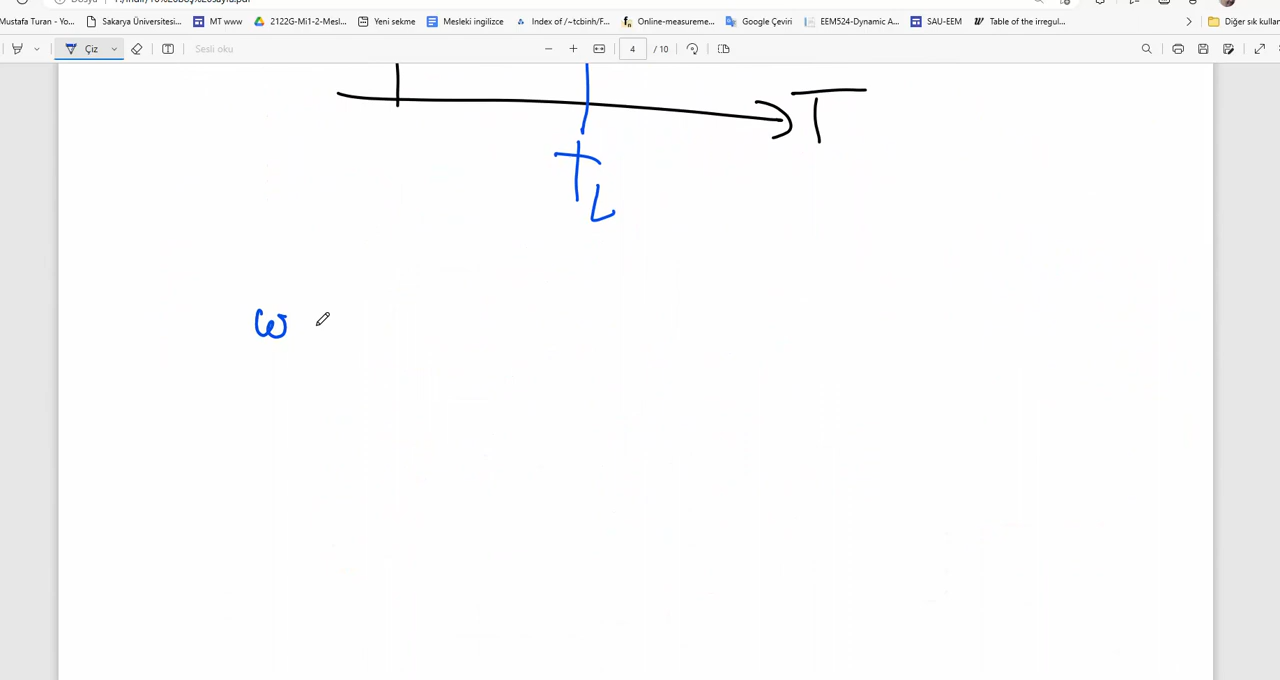 Mustafa Turan - Yo... Sakarya Üniversitesi... MT www 2122G-Mi1-2-Mesl... Yeni sekme Mesleki ingilizce Index of /~tcbinh/F... Online-measureme... Google Çeviri EEM524-Dynamic A... SAU-EEM Table of the irregul... Diğer sık kullan
Çiz Sesli oku 4 / 10
T
TL
ω